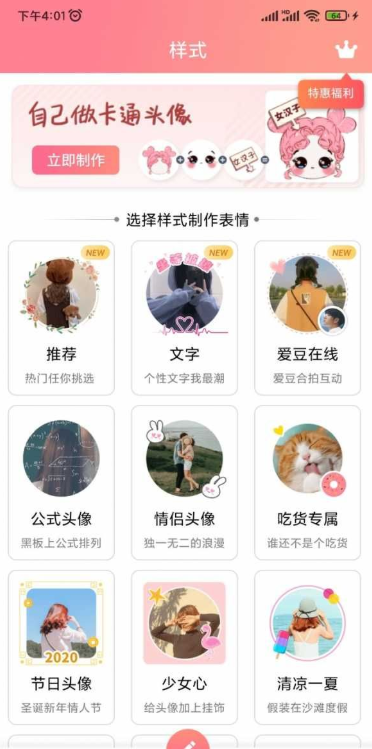 下午4:01
64
样式
特惠福利
自己做卡通头像
立即制作
女汉子
女汉子
选择样式制作表情
NEW
NEW
NEW
推荐
文字
爱豆在线
热门任你挑选
个性文字我最潮
爱豆合拍互动
公式头像
情侣头像
吃货专属
黑板上公式排列
独一无二的浪漫
谁还不是个吃货
2020
节日头像
少女心
清凉一夏
圣诞新年情人节
给头像加上挂饰
假装在沙滩度假